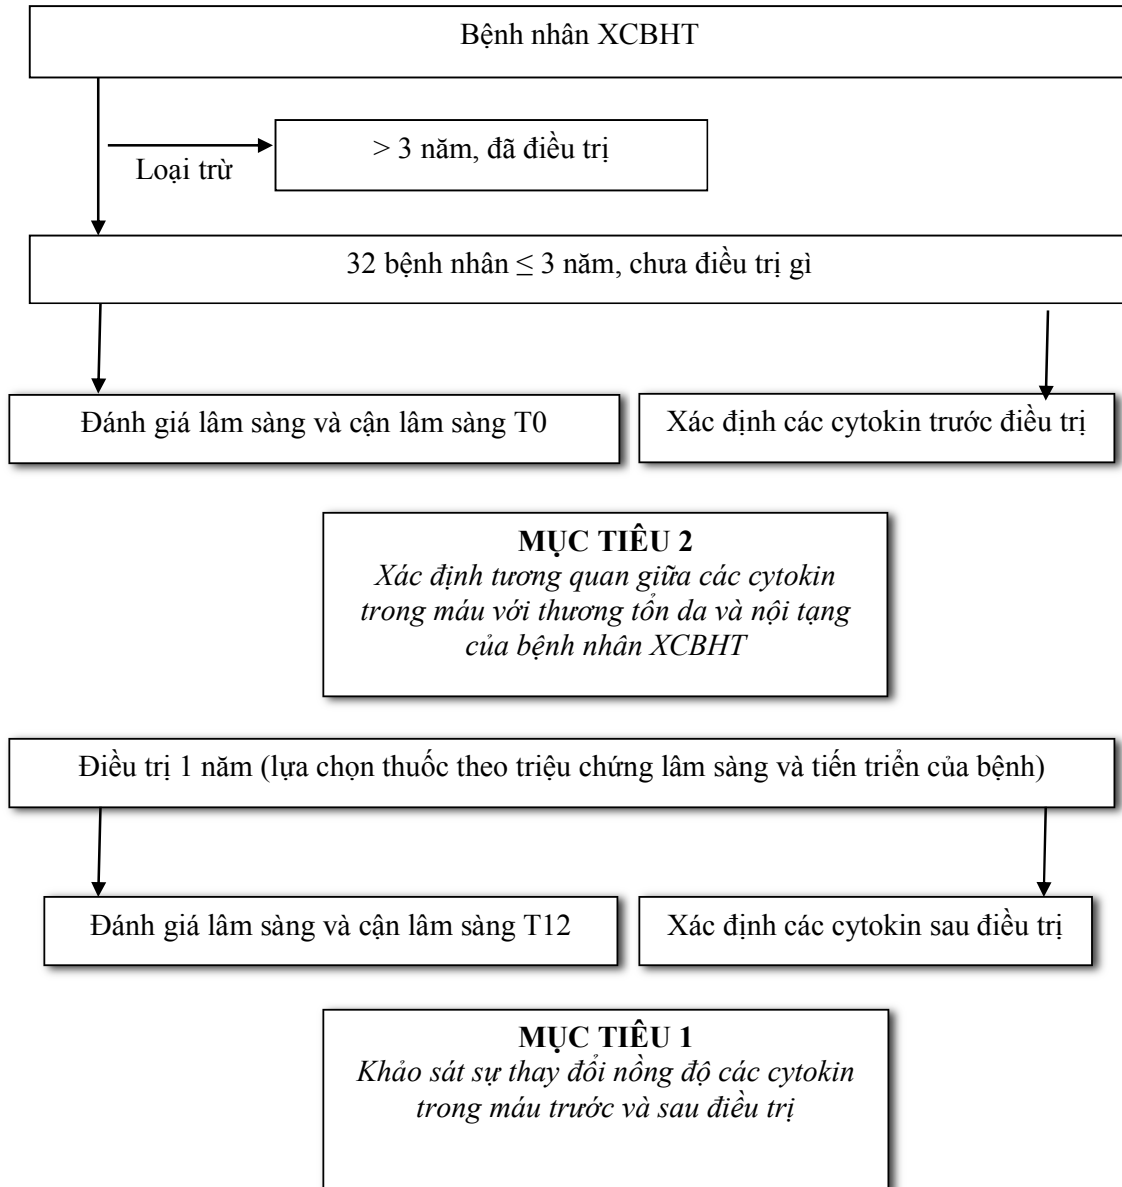 Bệnh nhân XCBHT
> 3 năm, đã điều trị
Loại trừ
32 bệnh nhân ≤ 3 năm, chưa điều trị gì
Đánh giá lâm sàng và cận lâm sàng T0
Xác định các cytokin trước điều trị
MỤC TIÊU 2
Xác định tương quan giữa các cytokin
trong máu với thương tổn da và nội tạng
của bệnh nhân XCBHT
Điều trị 1 năm (lựa chọn thuốc theo triệu chứng lâm sàng và tiến triển của bệnh)
Đánh giá lâm sàng và cận lâm sàng T12
Xác định các cytokin sau điều trị
MỤC TIÊU 1
Khảo sát sự thay đổi nồng độ các cytokin
trong máu trước và sau điều trị